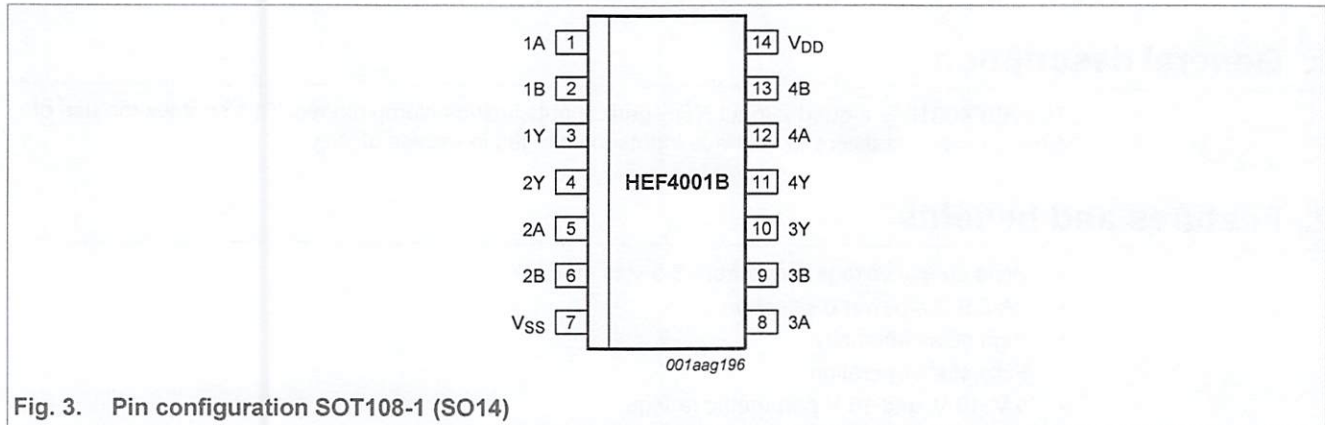 1A 1 14 VDD
1B 2 13 4B
1Y 3 12 4A
2Y 4 HEF4001B 11 4Y
2A 5 10 3Y
2B 6 9 3B
VSS 7 8 3A
001aag196
Fig. 3. Pin configuration SOT108-1 (SO14)